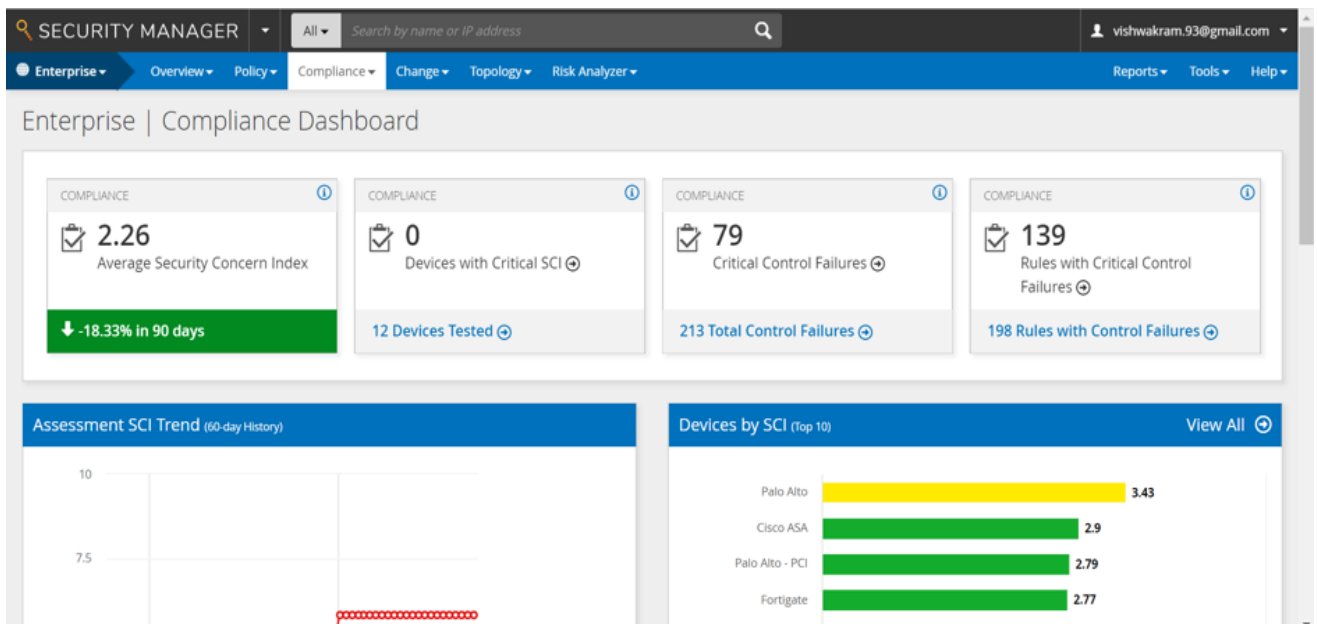 SECURITY MANAGER All Search by name or IP address vishwakram.93@gmail.com
Enterprise Overview Policy Compliance Change Topology Risk Analyzer Reports Tools Help
Enterprise | Compliance Dashboard
COMPLIANCE
2.26
Average Security Concern Index
-18.33% in 90 days
COMPLIANCE
0
Devices with Critical SCI
12 Devices Tested
COMPLIANCE
79
Critical Control Failures
213 Total Control Failures
COMPLIANCE
139
Rules with Critical Control
Failures
198 Rules with Control Failures
Assessment SCI Trend (60-day History)
10
7.5
Devices by SCI (Top 10) View All
Palo Alto 3.43
Cisco ASA 2.9
Palo Alto - PCI 2.79
Fortigate 2.77